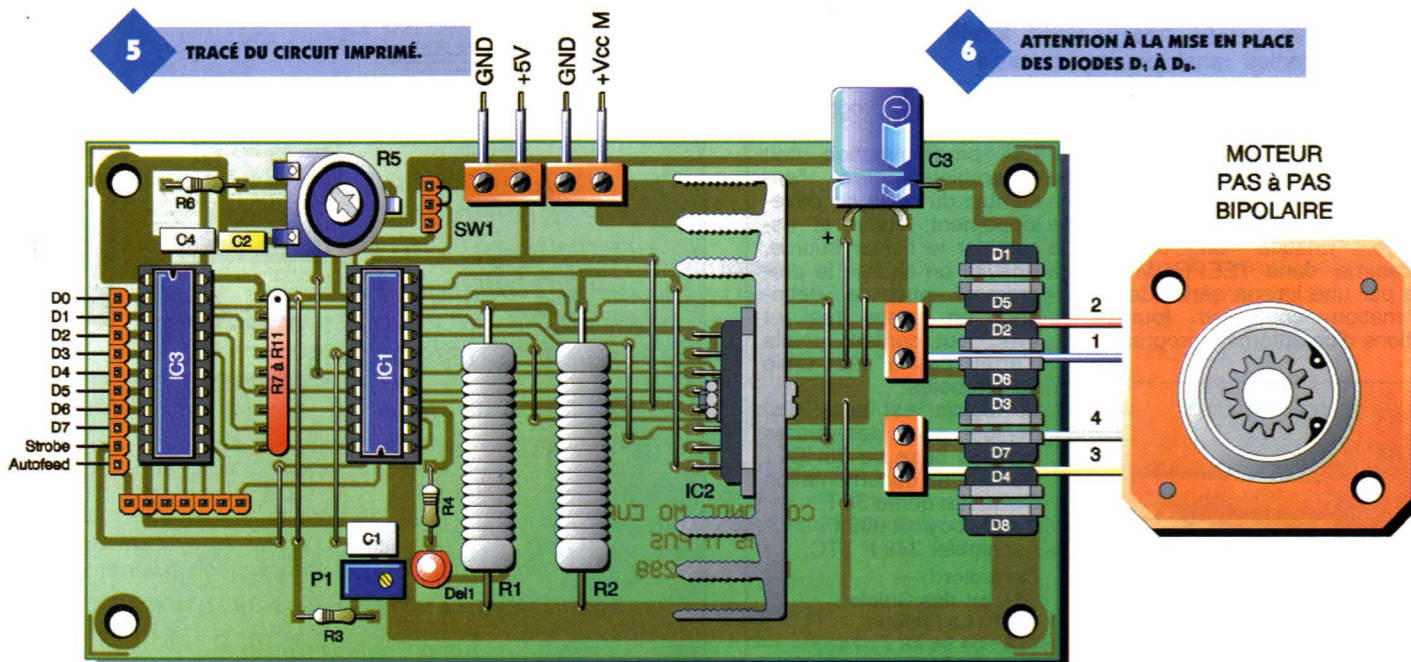 5
TRACÉ DU CIRCUIT IMPRIMÉ.
6
ATTENTION À LA MISE EN PLACE
DES DIODES D₁ À D₈.
GND
+5V
GND
+Vcc M
MOTEUR
PAS à PAS
BIPOLAIRE
R5
R6
C4
C2
SW1
C3
+
D0
D1
D2
D3
D4
D5
D6
D7
Strobe
Autofeed
IC3
R7 à R11
IC1
IC2
D1
D5
D2
D6
D3
D7
D4
D8
2
1
4
3
R4
C1
P1
R3
Del1
R1
R2
298